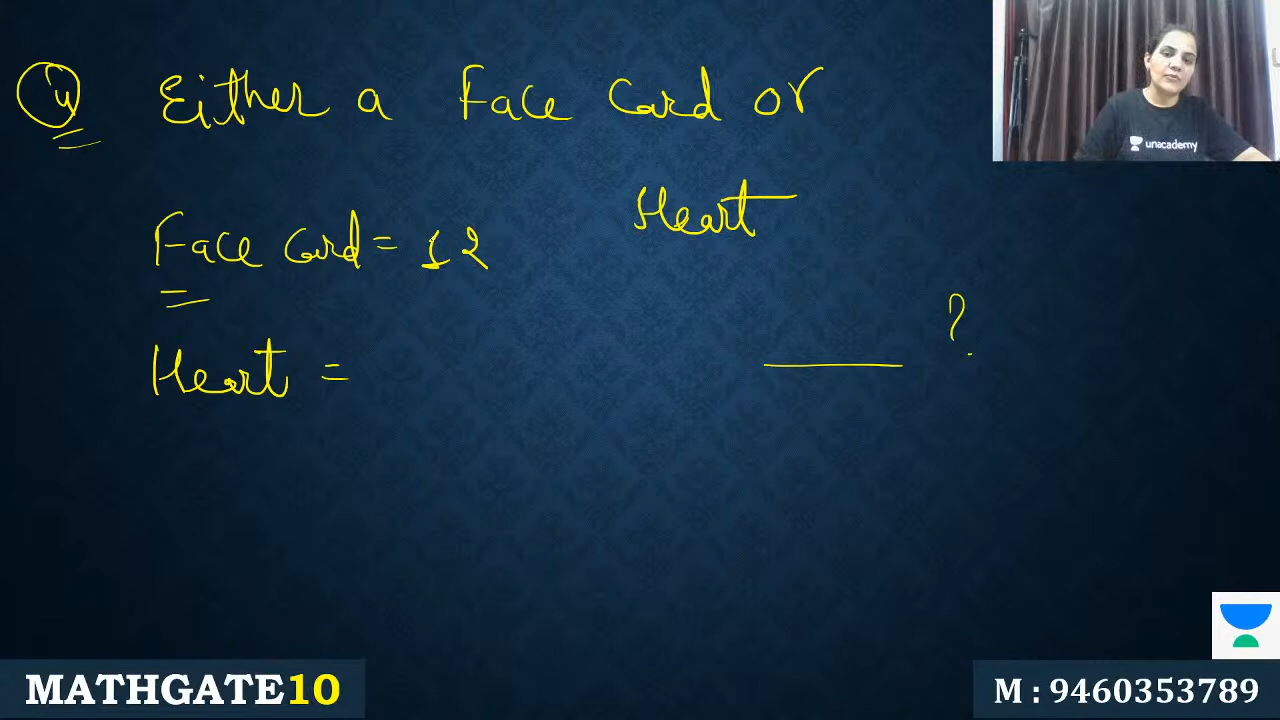 (4) Either a Face Card or
Heart
Face Card = 12
Heart =
?
unacademy
MATHGATE10
M : 9460353789